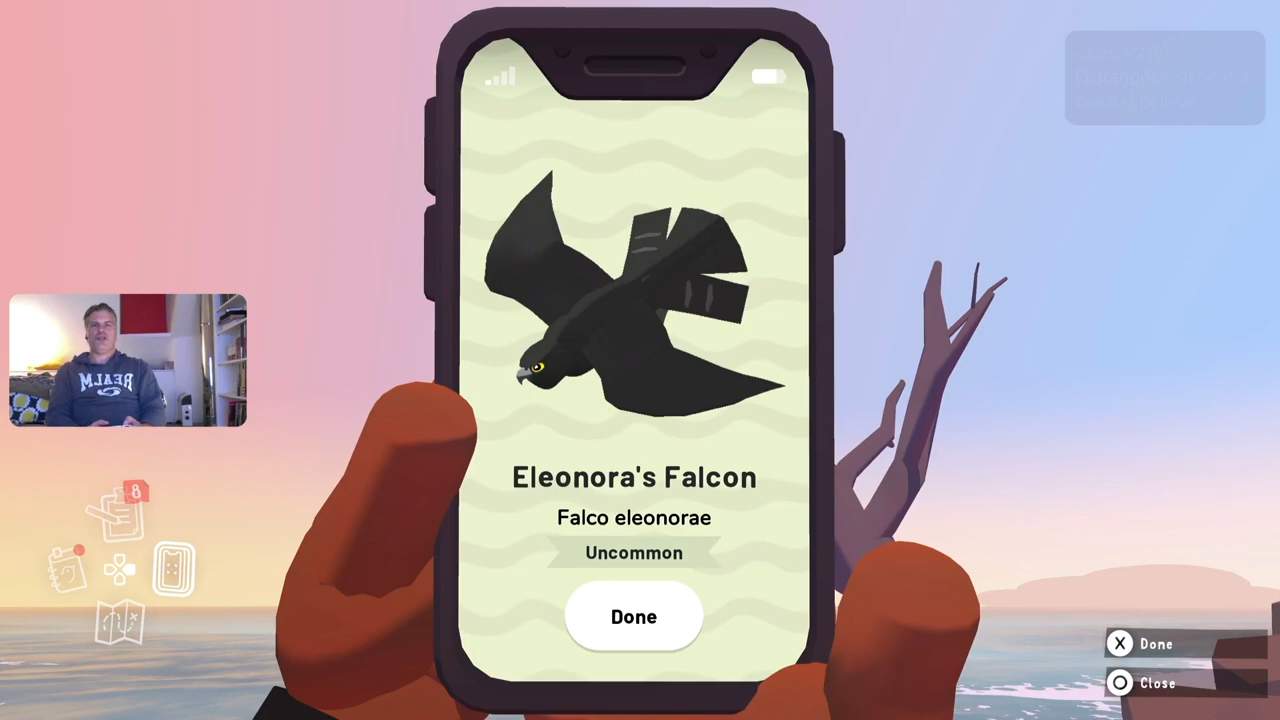 REALM
8
Eleonora's Falcon
Falco eleonorae
Uncommon
Done
X Done
Close